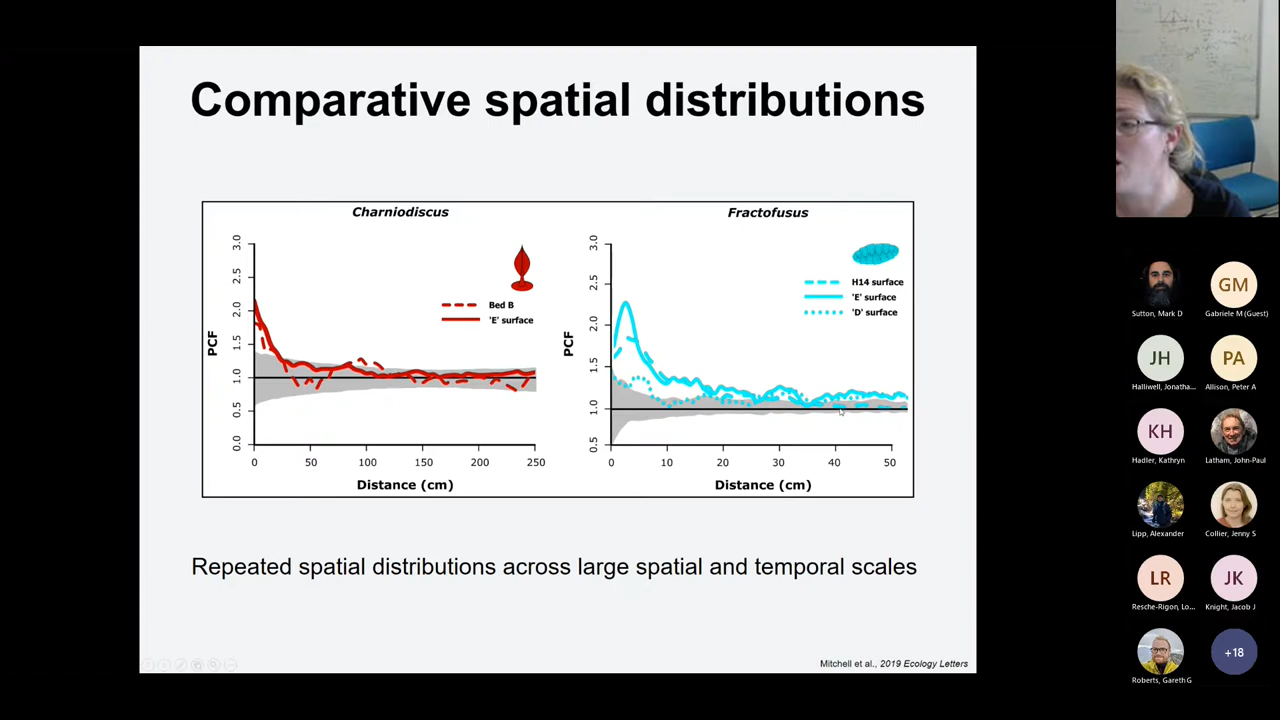 Comparative spatial distributions
Charniodiscus
3.0
2.5
2.0
1.5
1.0
0.5
0.0
PCF
Bed B
'E' surface
0 50 100 150 200 250
Distance (cm)
Fractofusus
3.0
2.5
2.0
1.5
1.0
0.5
PCF
H14 surface
'E' surface
'D' surface
0 10 20 30 40 50
Distance (cm)
Repeated spatial distributions across large spatial and temporal scales
Mitchell et al., 2019 Ecology Letters
Sutton, Mark D
GM
Gabriele M (Guest)
JH
Halliwell, Jonatha...
PA
Allison, Peter A
KH
Hadler, Kathryn
Latham, John-Paul
Lipp, Alexander
Collier, Jenny S
LR
Resche-Rigon, Lo...
JK
Knight, Jacob J
Roberts, Gareth G
+18